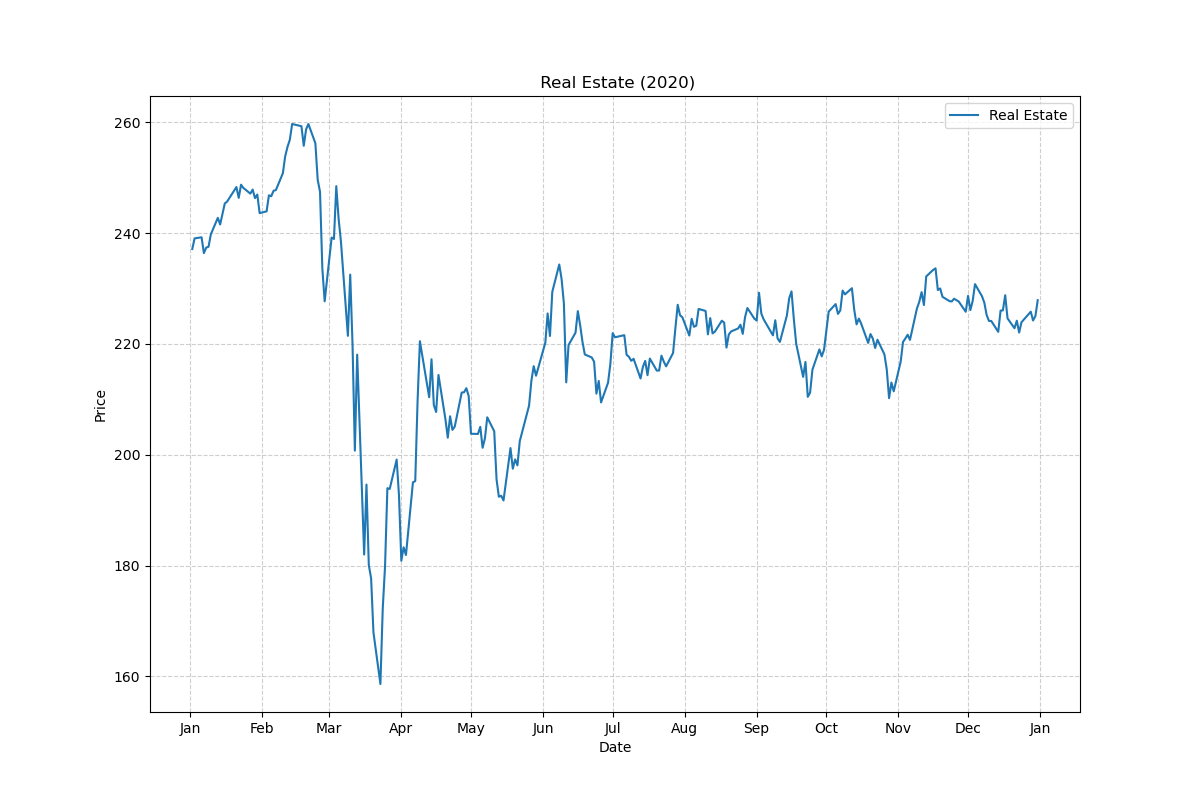 Real Estate (2020)
Real Estate
260
240
220
200
180
160
Price
Jan Feb Mar Apr May Jun Jul Aug Sep Oct Nov Dec Jan
Date